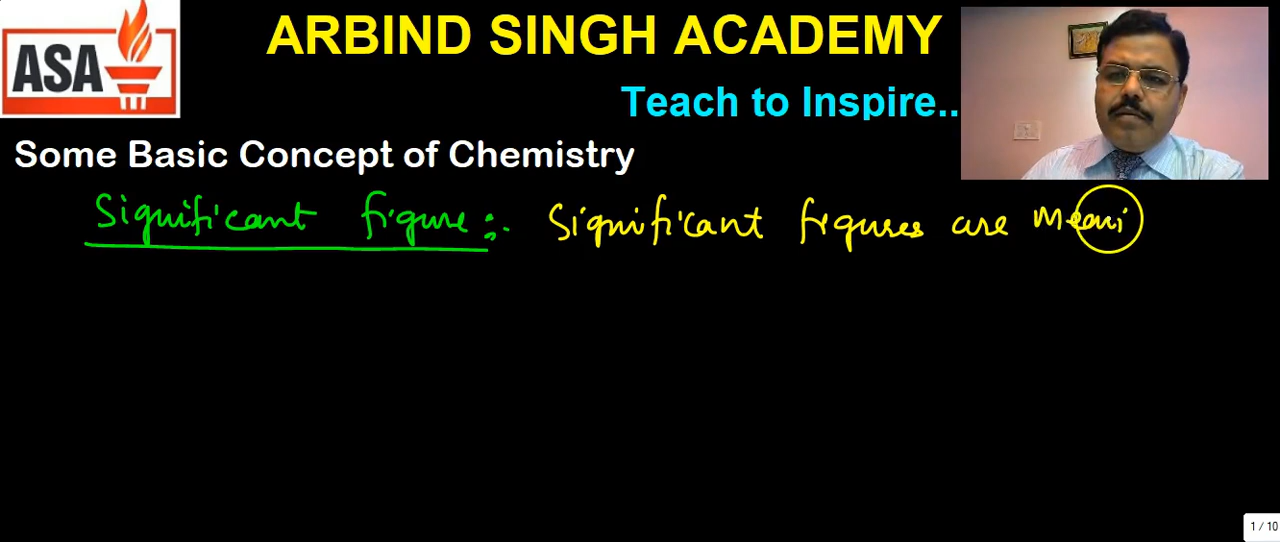 ASA
ARBIND SINGH ACADEMY
Teach to Inspire..
Some Basic Concept of Chemistry
Significant figure :- Significant figures are meani
1 / 10